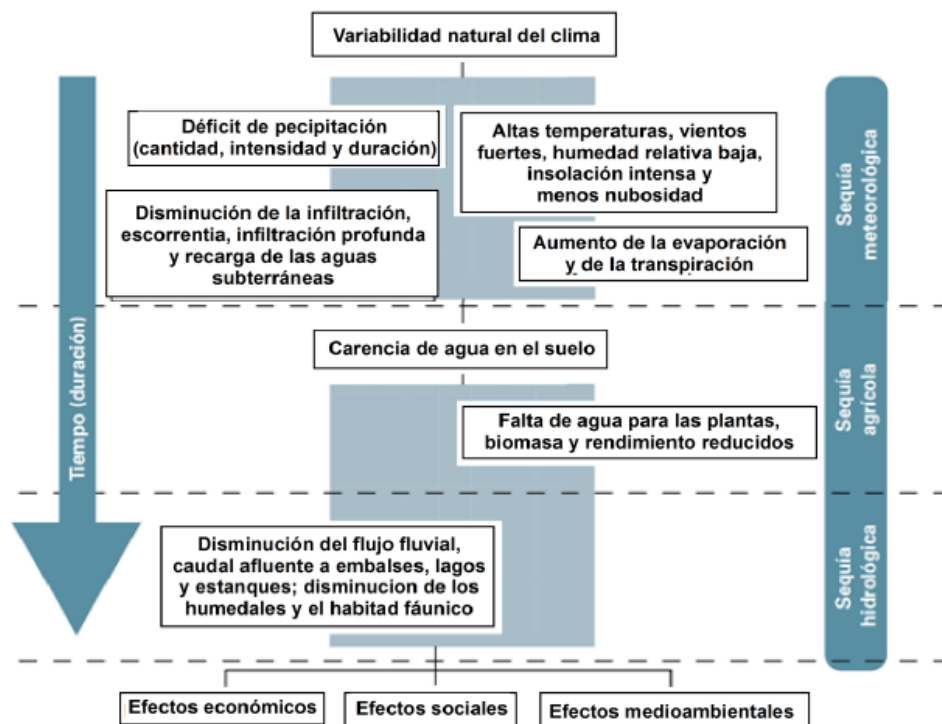 Variabilidad natural del clima
Déficit de pecipitación
(cantidad, intensidad y duración)
Altas temperaturas, vientos
fuertes, humedad relativa baja,
insolación intensa y
menos nubosidad
Disminución de la infiltración,
escorrentia, infiltración profunda
y recarga de las aguas
subterráneas
Aumento de la evaporación
y de la transpiración
Sequía
meteorológica
Tiempo (duración)
Carencia de agua en el suelo
Falta de agua para las plantas,
biomasa y rendimiento reducidos
Sequía
agrícola
Disminución del flujo fluvial,
caudal afluente a embalses, lagos
y estanques; disminucion de los
humedales y el habitad fáunico
Sequía
hidrológica
Efectos económicos
Efectos sociales
Efectos medioambientales